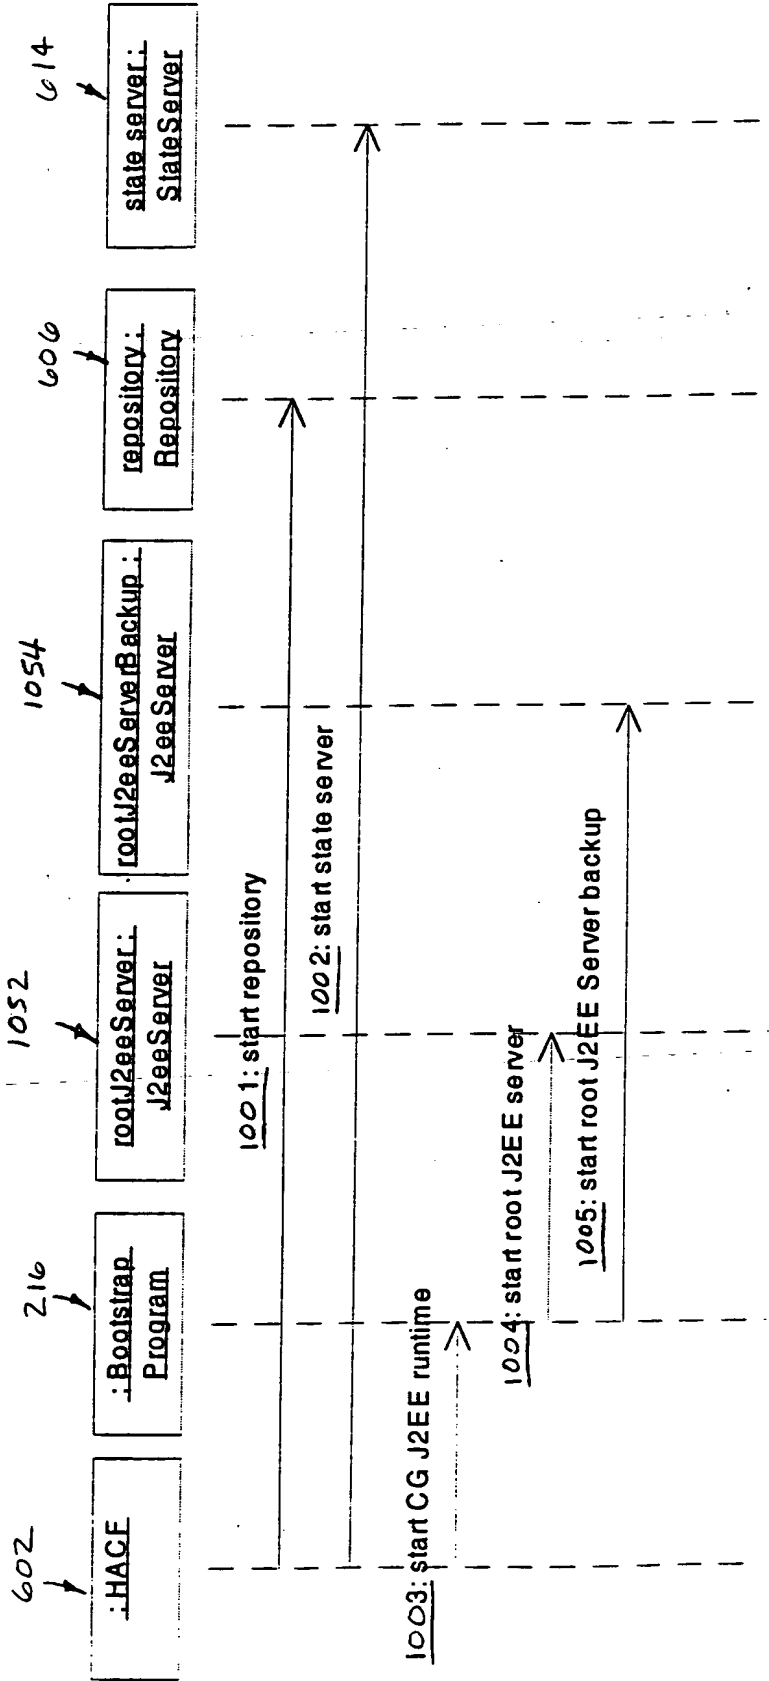 602
216
1052
1054
606
614
:HACF
:Bootstrap
Program
rootJ2eeServer:
J2eeServer
rootJ2eeServerBackup:
J2eeServer
repository:
Repository
state server:
StateServer
1001: start repository
1002: start state server
1003: start CG J2EE runtime
1004: start root J2EE server
1005: start root J2EE Server backup